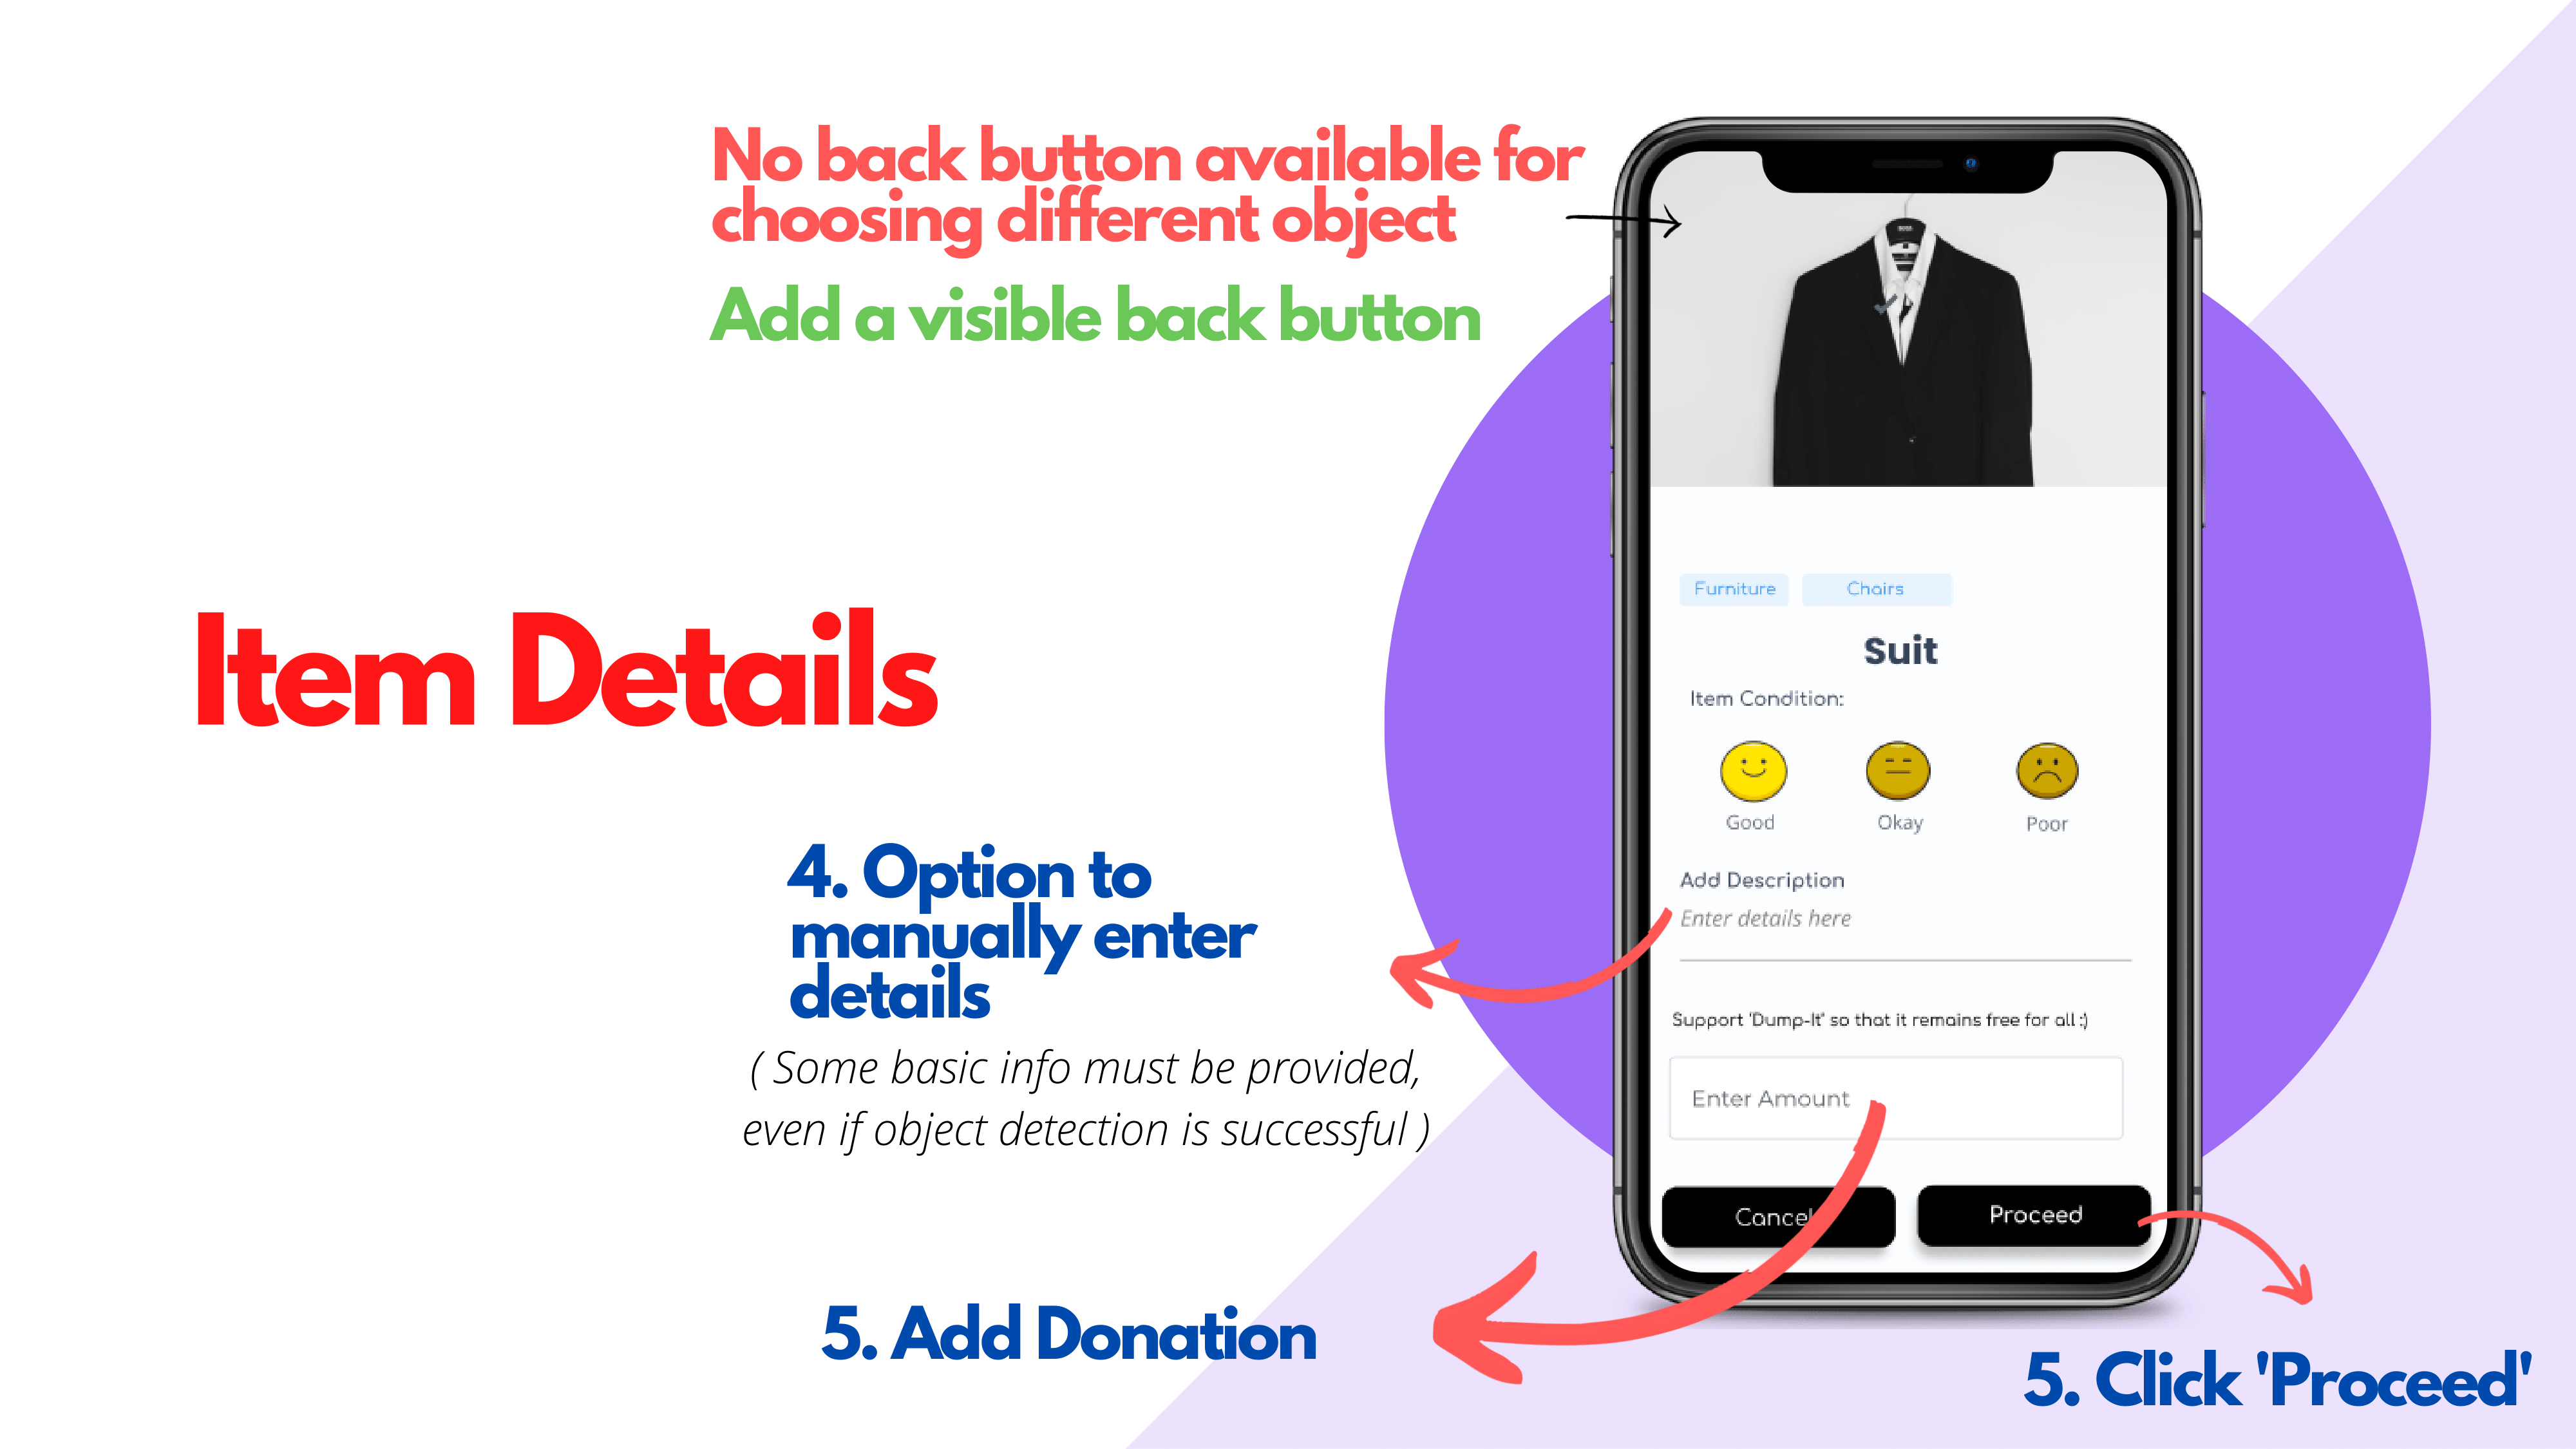 No back button available for
choosing different object
Add a visible back button
Item Details
4. Option to
manually enter
details
( Some basic info must be provided,
even if object detection is successful )
5. Add Donation
BOSS
Furniture
Chairs
Suit
Item Condition:
Good
Okay
Poor
Add Description
Enter details here
Support 'Dump-It' so that it remains free for all :)
Enter Amount
Cancel
Proceed
5. Click 'Proceed'